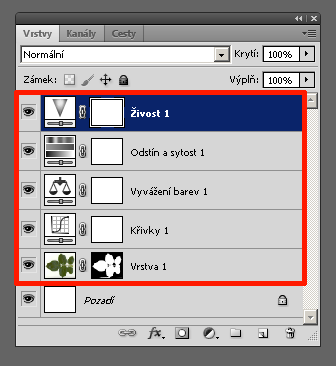 Vrstvy Kanály Cesty
Normální Krytí: 100%
Zámek: Výplň: 100%
Živost 1
Odstín a sytost 1
Vyvážení barev 1
Křivky 1
Vrstva 1
Pozadí
fx.